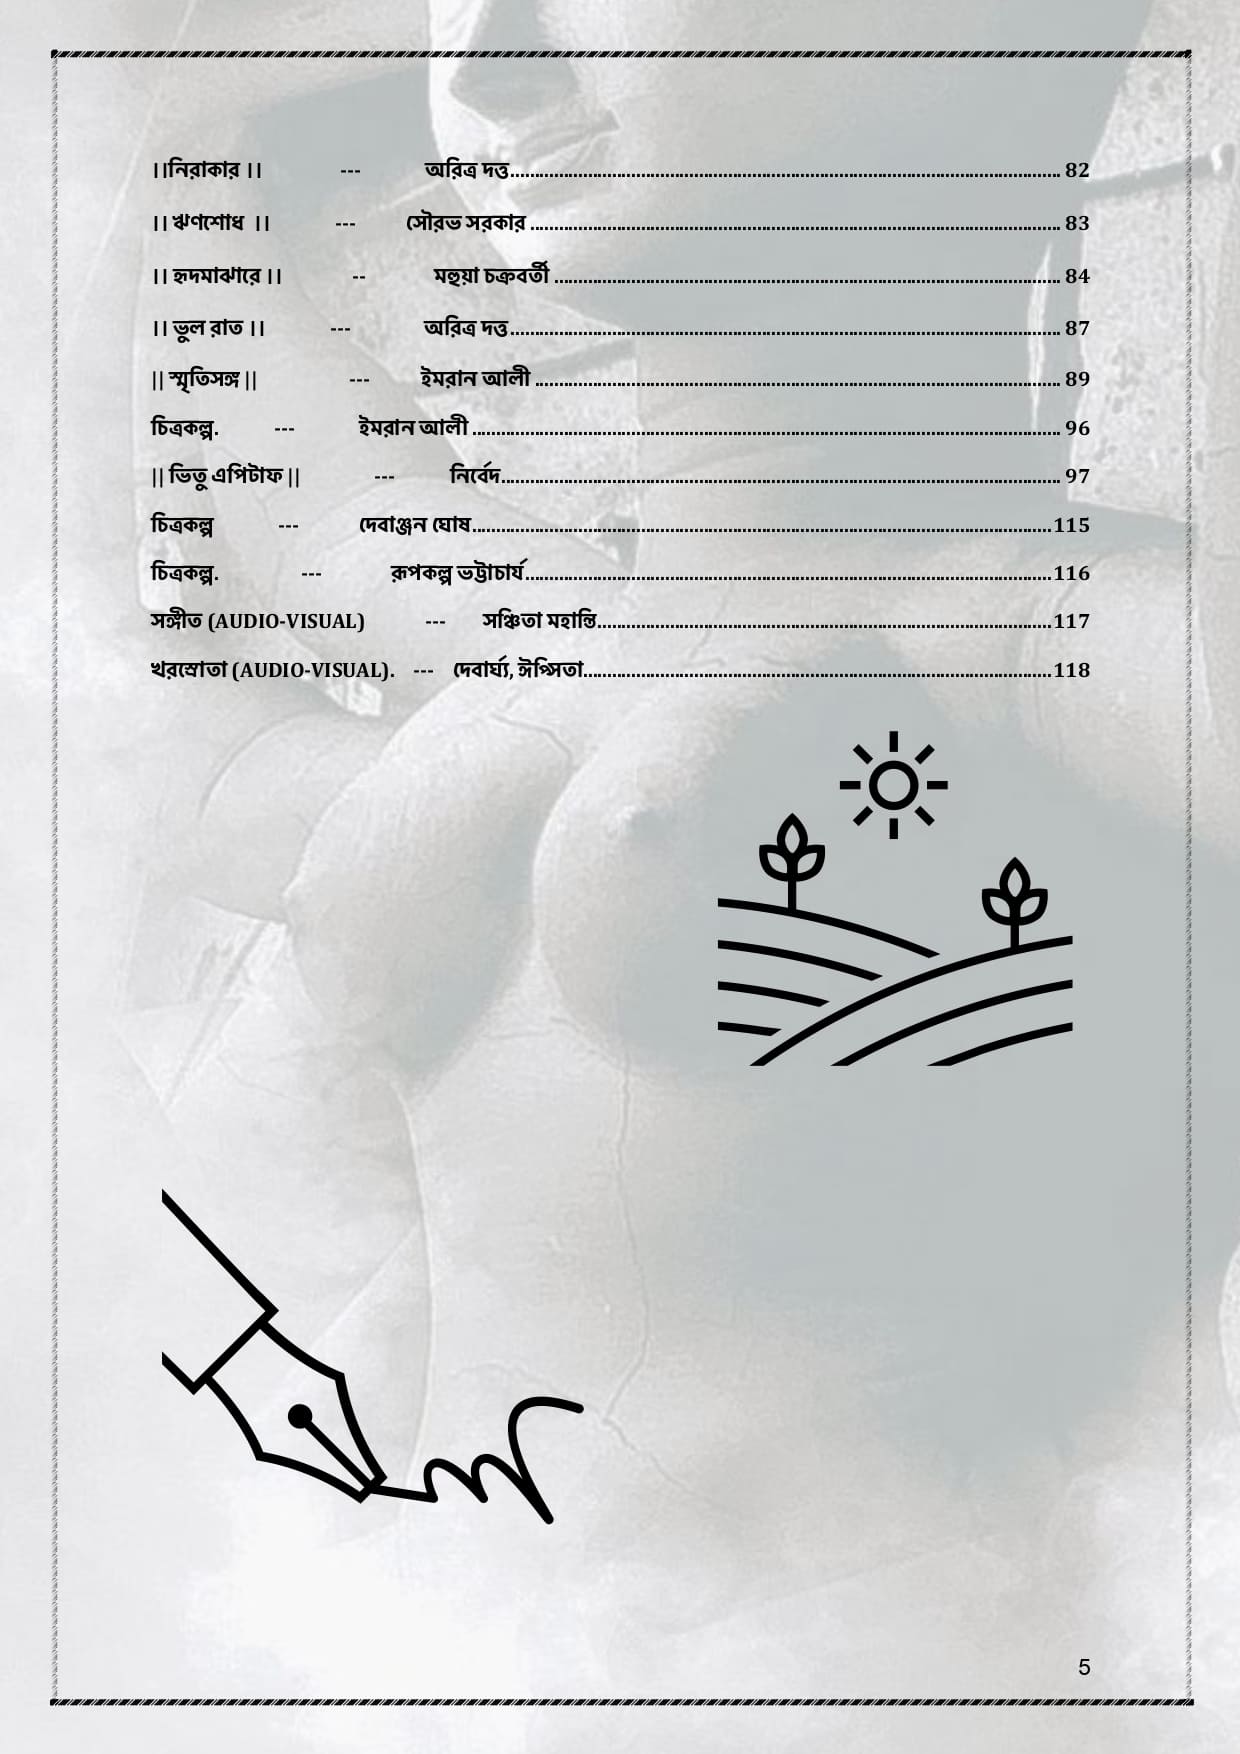 ।।নিরাকার ।। --- অরিত্র দত্ত........................ 82
।। ঋণশোধ ।। --- সৌরভ সরকার ........................ 83
।। হৃদমাঝারে ।। -- মহুয়া চক্রবর্তী ........................ 84
।। ভুল রাত ।। --- অরিত্র দত্ত........................ 87
|| স্মৃতিসঙ্গ || --- ইমরান আলী ........................ 89
চিত্রকল্প. --- ইমরান আলী ........................ 96
|| ভিতু এপিটাফ || --- নির্বেদ........................ 97
চিত্রকল্প --- দেবাঞ্জন ঘোষ........................115
চিত্রকল্প. --- রূপকল্প ভট্টাচার্য........................116
সঙ্গীত (AUDIO-VISUAL) --- সঞ্চিতা মহান্তি........................117
খরস্রোতা (AUDIO-VISUAL). --- দেবার্ঘ্য, ঈপ্সিতা........................118
5